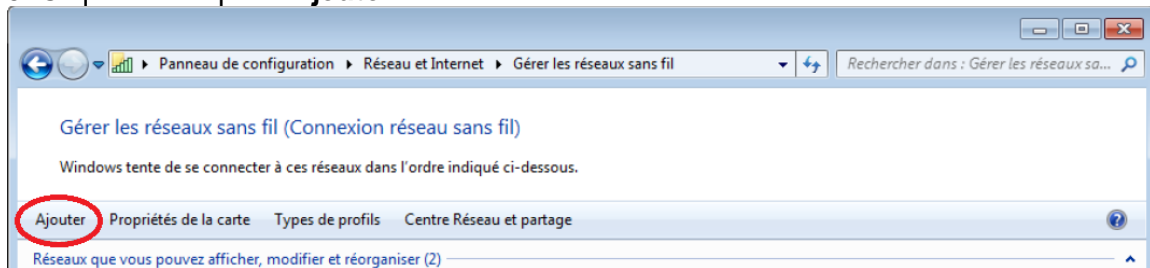 Panneau de configuration Réseau et Internet Gérer les réseaux sans fil Rechercher dans : Gérer les réseaux sa...
Gérer les réseaux sans fil (Connexion réseau sans fil)
Windows tente de se connecter à ces réseaux dans l'ordre indiqué ci-dessous.
Ajouter Propriétés de la carte Types de profils Centre Réseau et partage
Réseaux que vous pouvez afficher, modifier et réorganiser (2)